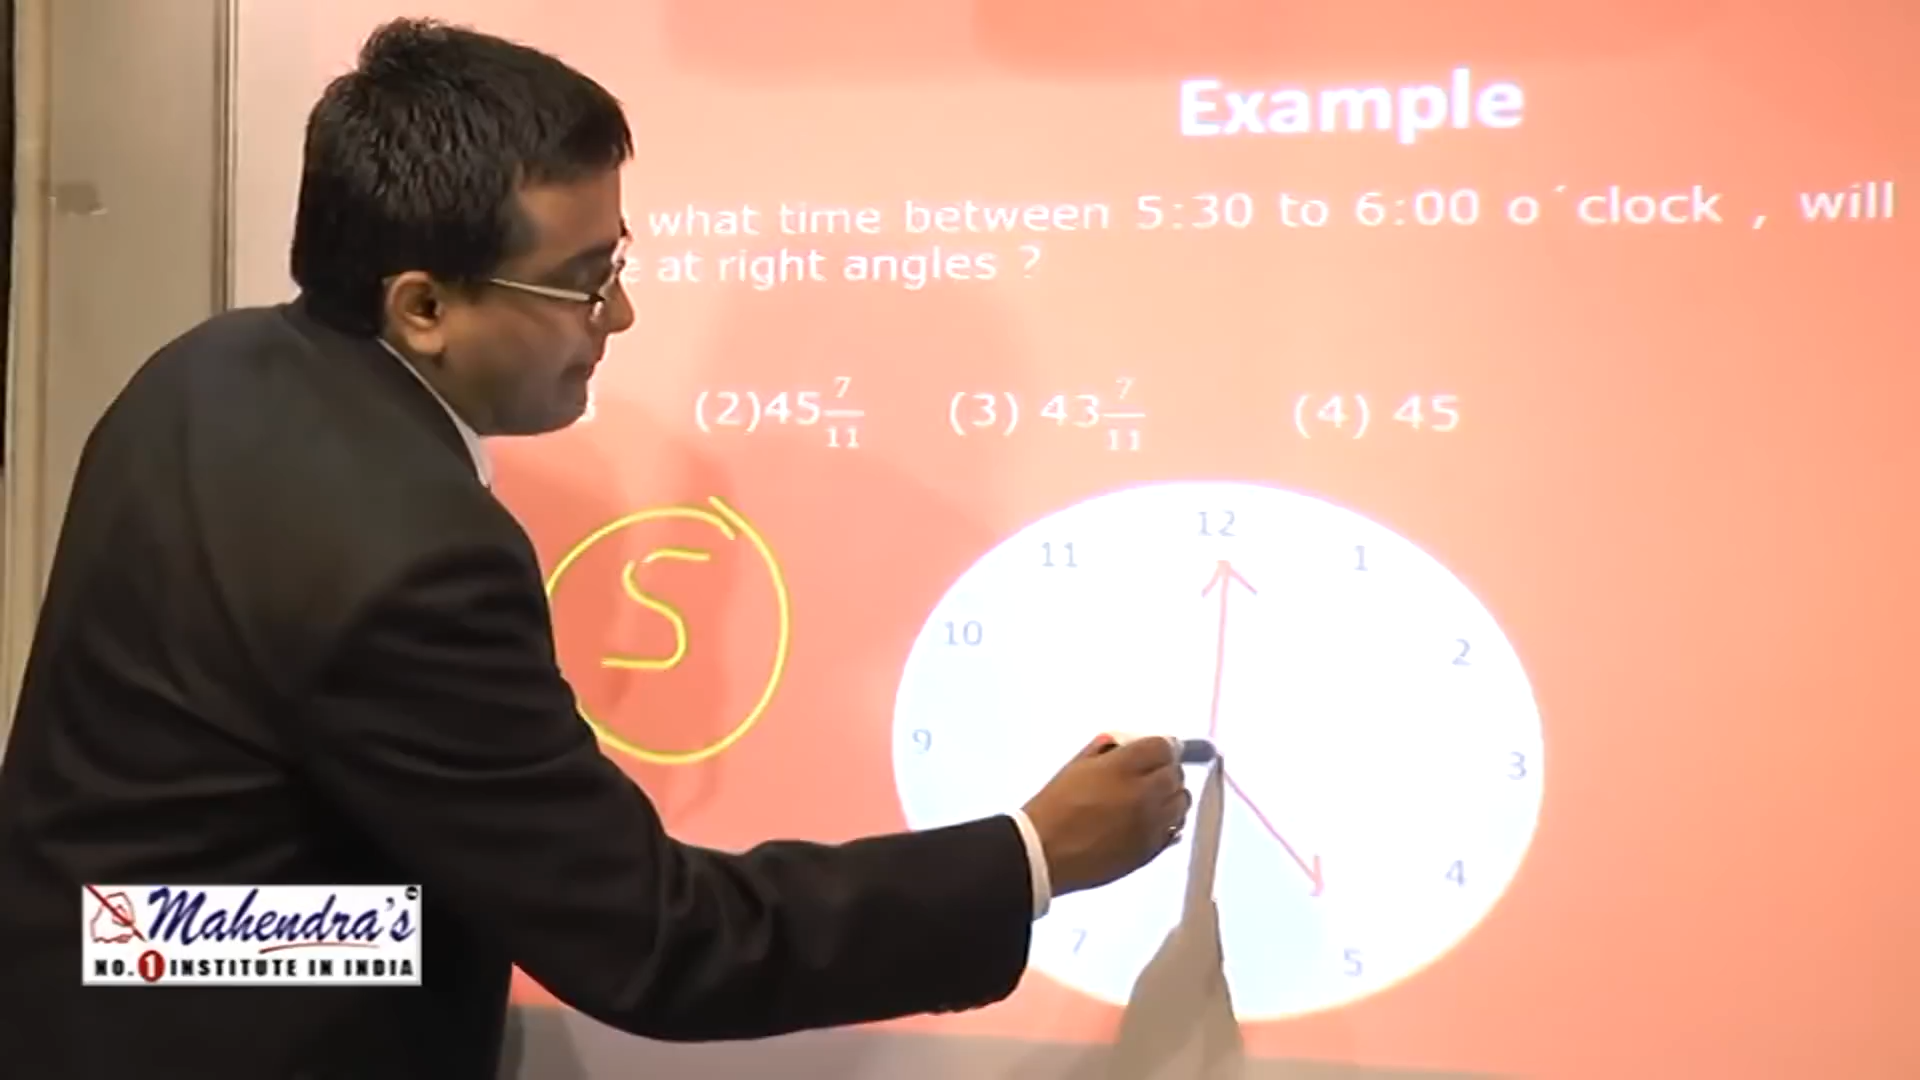 Example
what time between 5:30 to 6:00 o´clock , will
at right angles ?
(2)45 7/11 (3) 43 7/11 (4) 45
5
12
11 1
10 2
9 3
4
7 5
Mahendra's
NO. 1 INSTITUTE IN INDIA